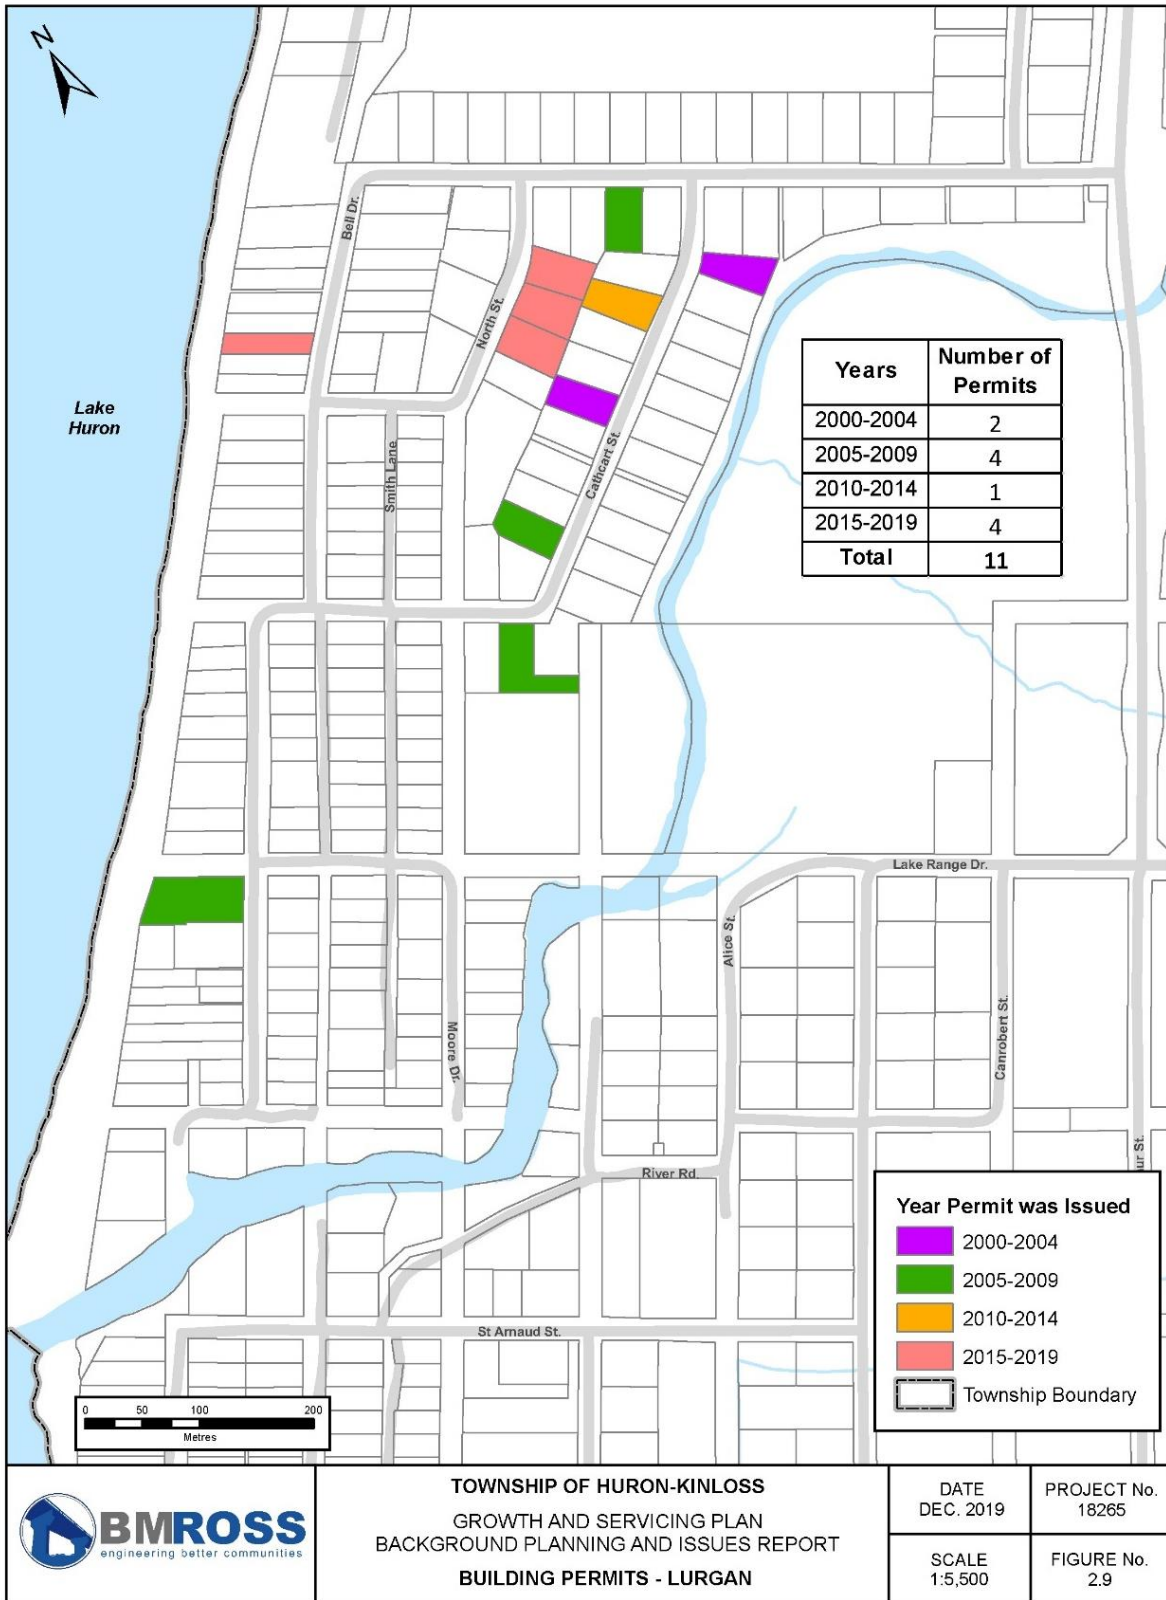 N
Bell Dr.
North St.
Lake
Huron
Smith Lane
Cathcart St.
Years Number of Permits
2000-2004 2
2005-2009 4
2010-2014 1
2015-2019 4
Total 11
Lake Range Dr.
Alice St.
Canrobert St.
Moore Dr.
River Rd.
ur St.
St Arnaud St.
Year Permit was Issued
2000-2004
2005-2009
2010-2014
2015-2019
Township Boundary
0 50 100 200
Metres
BMROSS
engineering better communities
TOWNSHIP OF HURON-KINLOSS
GROWTH AND SERVICING PLAN
BACKGROUND PLANNING AND ISSUES REPORT
BUILDING PERMITS - LURGAN
DATE
DEC. 2019
PROJECT No.
18265
SCALE
1:5,500
FIGURE No.
2.9